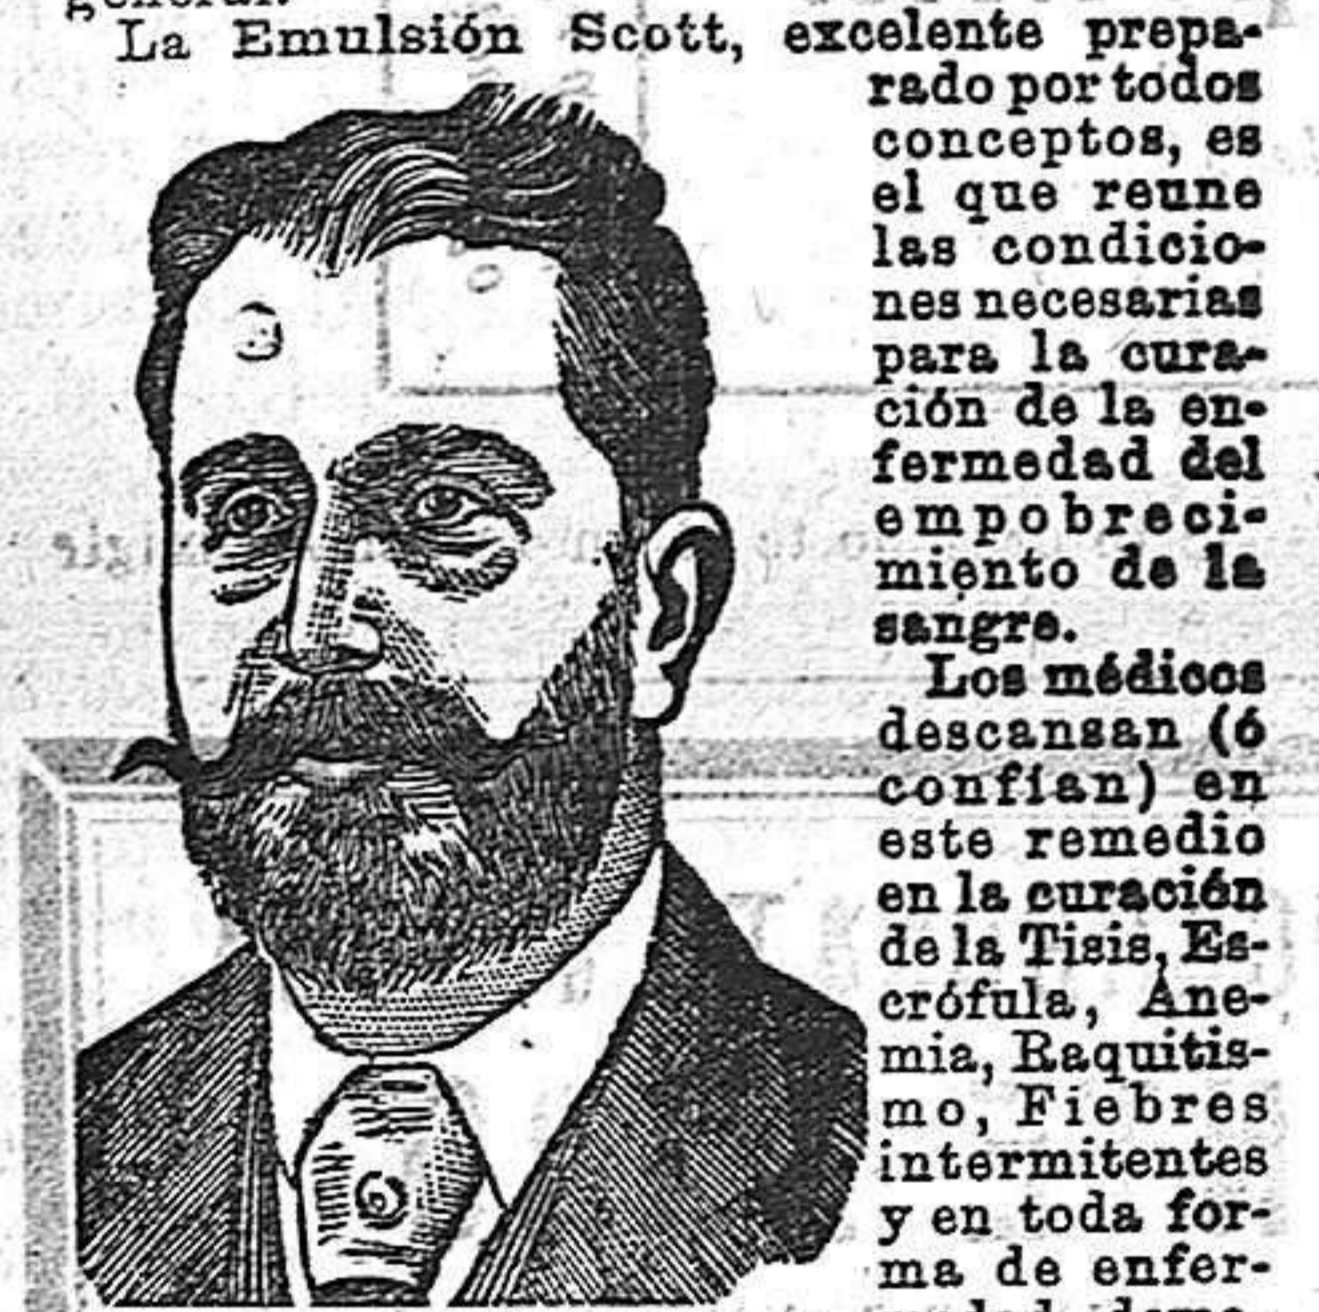 general.
La Emulsión Scott, excelente prepa-
rado por todos
conceptos, es
el que reune
las condicio-
nes necesarias
para la cura-
ción de la en-
fermedad del
empobreci-
miento de la
sangre.
Los médicos
descansan (ó
confían) en
este remedio
en la curación
de la Tisis, Es-
crófula, Ane-
mia, Raquitis-
mo, Fiebres
intermitentes
y en toda for-
ma de enfer-